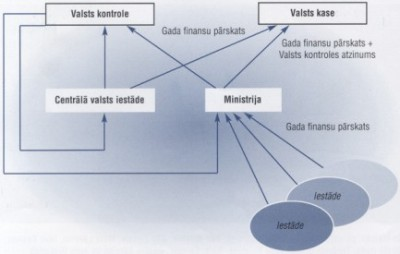 Valsts kontrole
Valsts kase
Gada finansu pārskats
Gada finansu pārskats +
Valsts kontroles atzinums
Centrālā valsts iestāde
Ministrija
Gada finansu pārskats
Iestāde
Iestāde